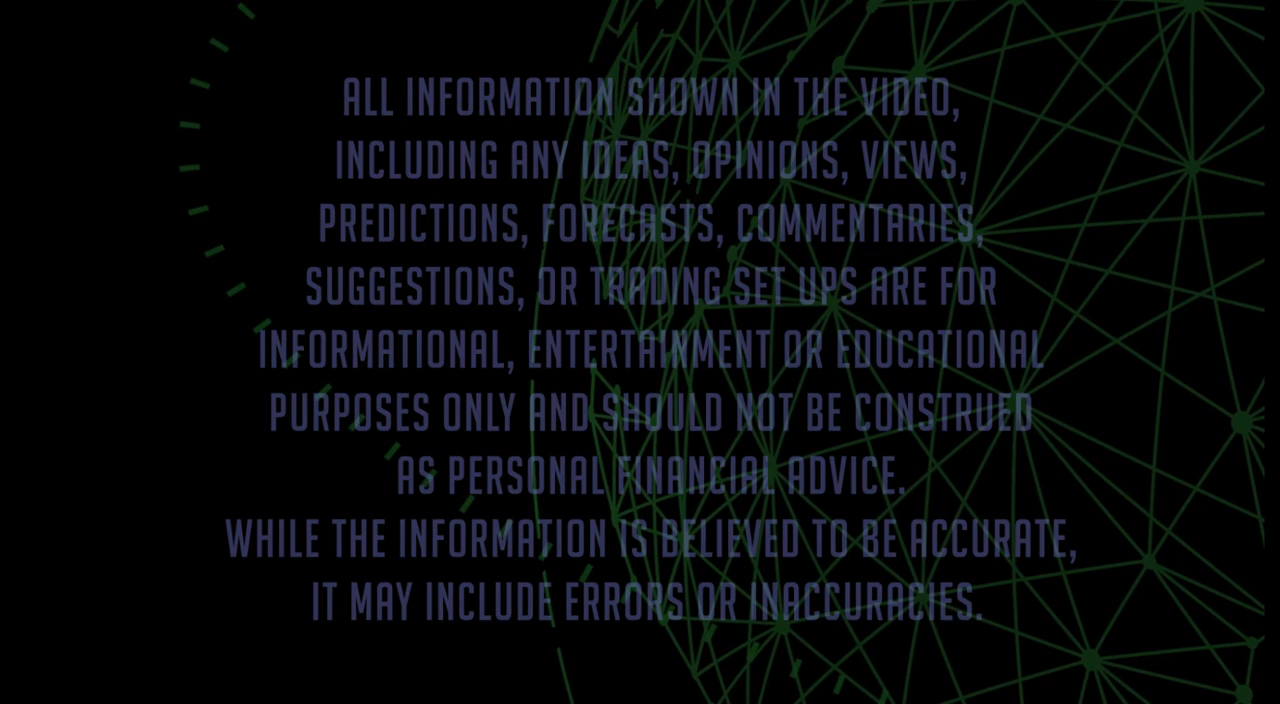 ALL INFORMATION SHOWN IN THE VIDEO,
INCLUDING ANY IDEAS, OPINIONS, VIEWS,
PREDICTIONS, FORECASTS, COMMENTARIES,
SUGGESTIONS, OR TRADING SET UPS ARE FOR
INFORMATIONAL, ENTERTAINMENT OR EDUCATIONAL
PURPOSES ONLY AND SHOULD NOT BE CONSTRUED
AS PERSONAL FINANCIAL ADVICE.
WHILE THE INFORMATION IS BELIEVED TO BE ACCURATE,
IT MAY INCLUDE ERRORS OR INACCURACIES.